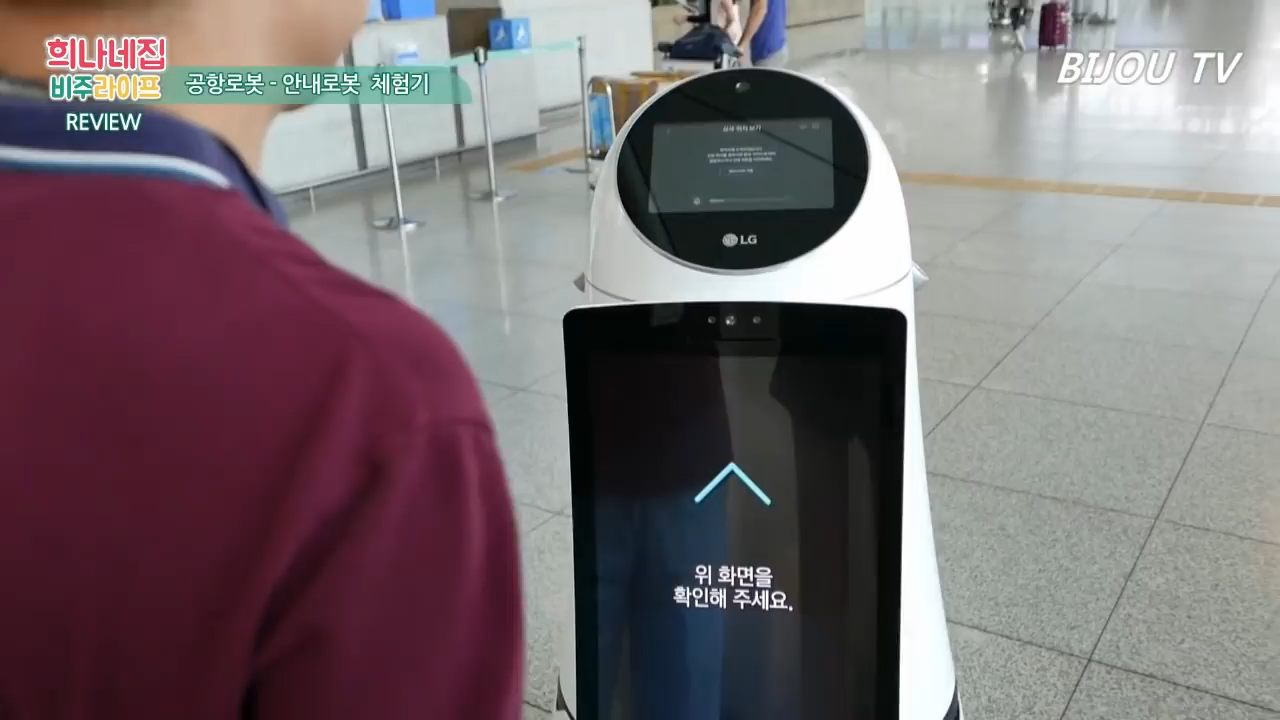 희나네집
비주라이프
REVIEW
공항로봇 - 안내로봇 체험기
BIJOU TV
LG
위 화면을
확인해 주세요.